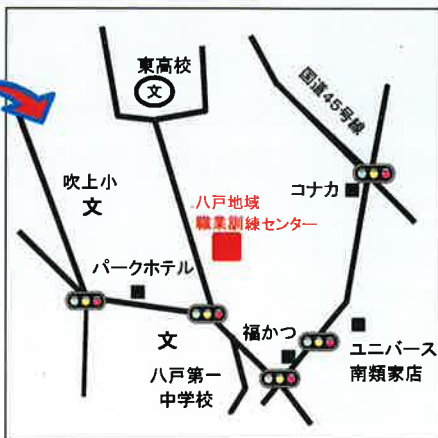 東高校
文
国道45号線
吹上小
文
コナカ
八戸地域
職業訓練センター
パークホテル
福かつ
文
八戸第一
中学校
ユニバース
南類家店